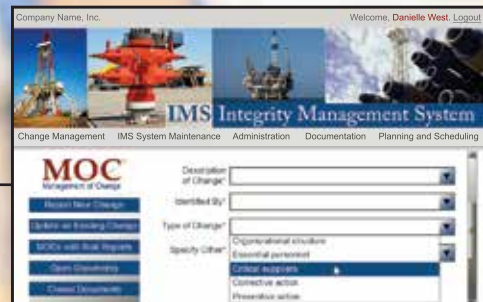 Company Name, Inc.
Welcome, Danielle West. Logout
IMS Integrity Management System
Change Management IMS System Maintenance Administration Documentation Planning and Scheduling
MOC
Management of Change
Description of Change*
Report New Change
Identified By*
Update an Existing Change
Type of Change*
MOCs with Final Reports
Specify Other*
Organizational structure
Essential personnel
Open Documents
Critical suppliers
Corrective action
Closed Documents
Preventive action